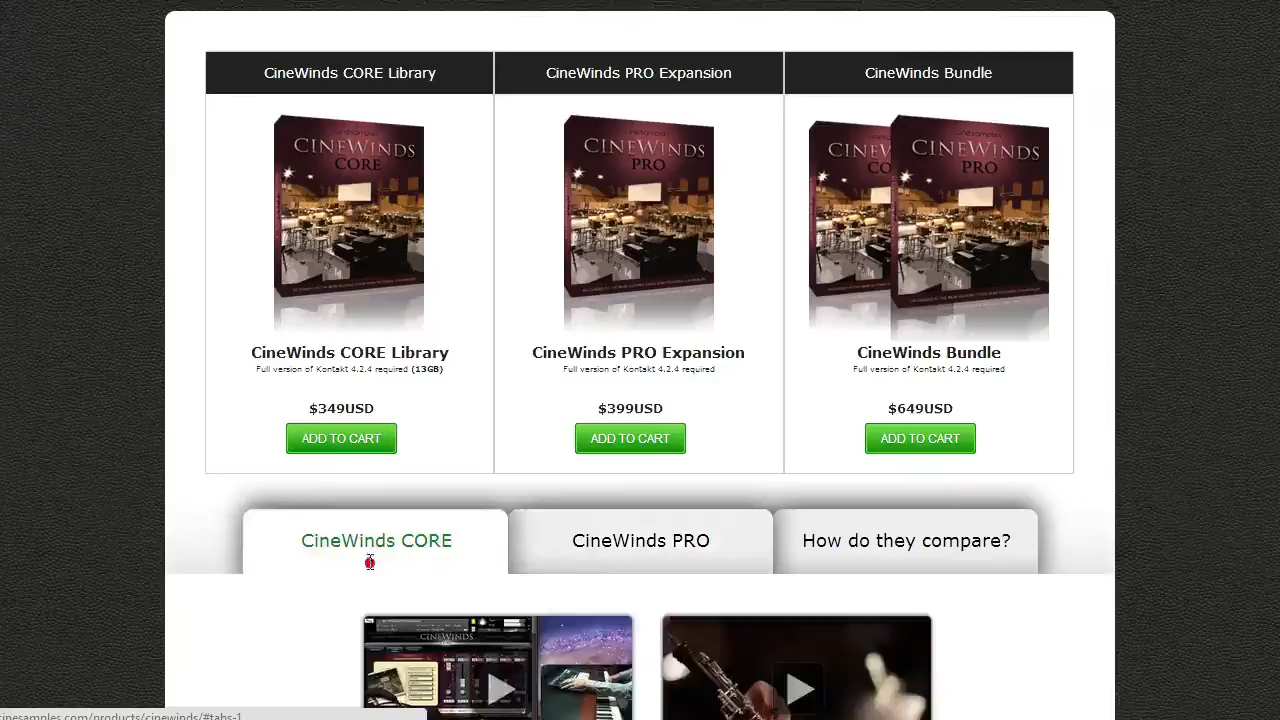 CineWinds CORE Library
CineWinds PRO Expansion
CineWinds Bundle
CINEWINDS
CORE
cinesamples
CINEWINDS
PRO
CINEWINDS
PRO
CineWinds CORE Library
Full version of Kontakt 4.2.4 required (13GB)
$349USD
ADD TO CART
CineWinds PRO Expansion
Full version of Kontakt 4.2.4 required
$399USD
ADD TO CART
CineWinds Bundle
Full version of Kontakt 4.2.4 required
$649USD
ADD TO CART
CineWinds CORE
CineWinds PRO
How do they compare?
CINEWINDS
inesamples.com/products/cinewinds/#tabs-1